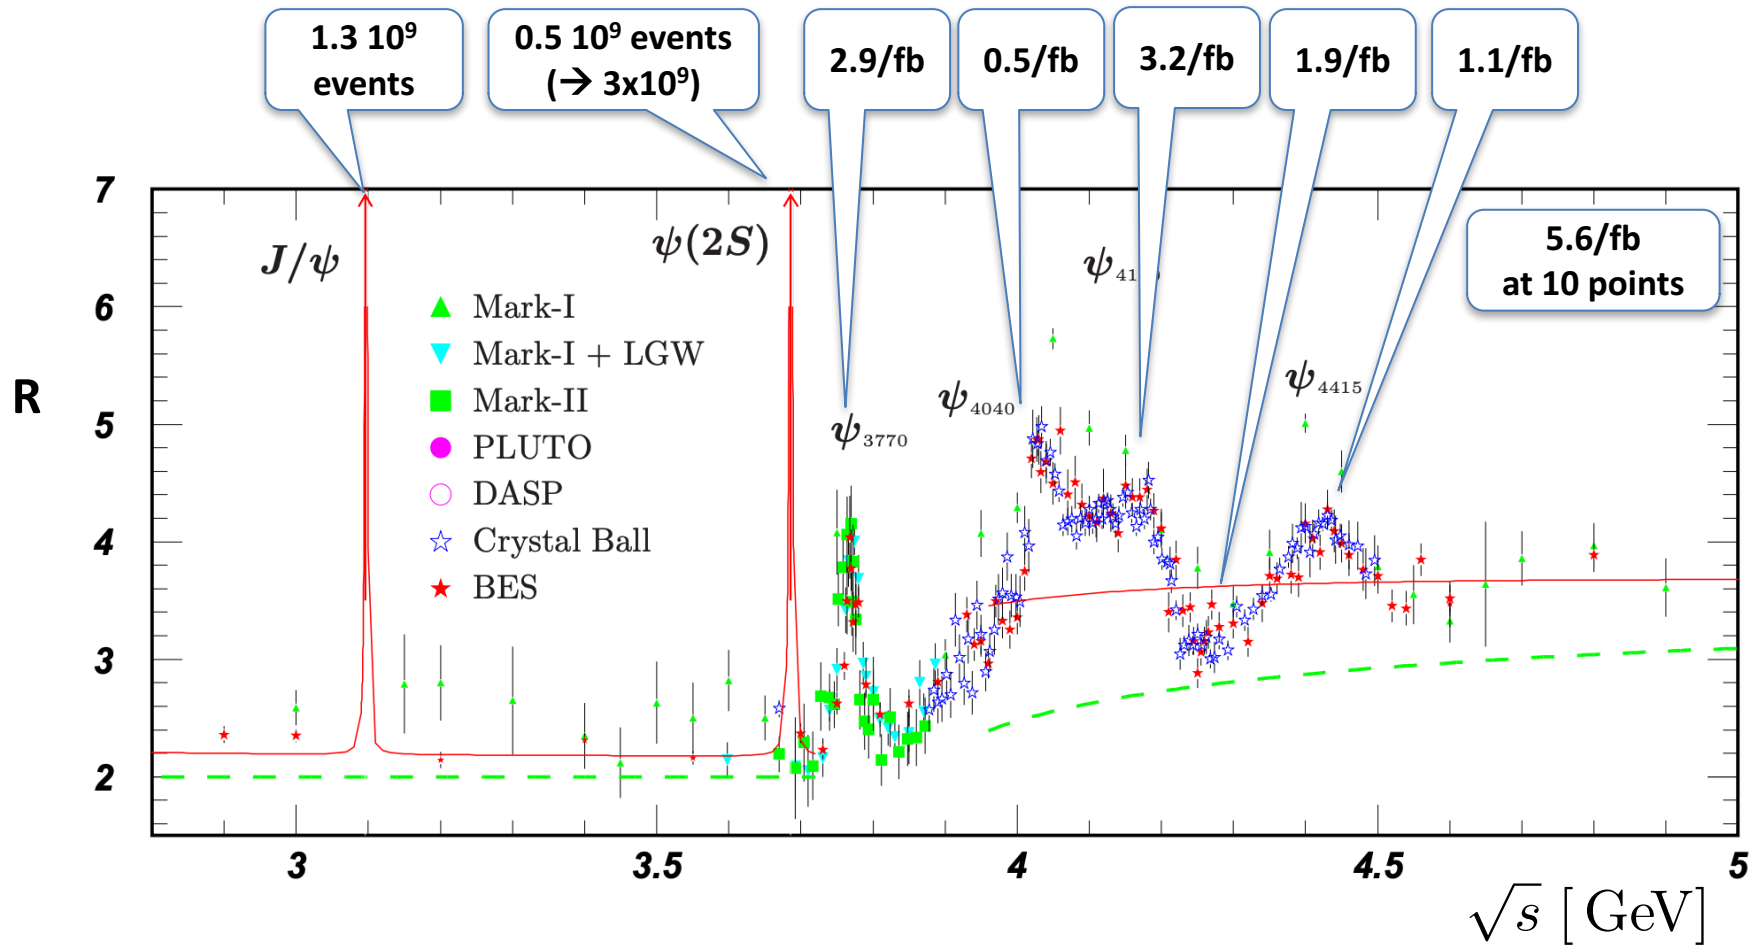 1.3 10⁹
events
0.5 10⁹ events
(→ 3x10⁹)
2.9/fb
0.5/fb
3.2/fb
1.9/fb
1.1/fb
5.6/fb
at 10 points
J/ψ
ψ(2S)
ψ₃₇₇₀
ψ₄₀₄₀
ψ₄₁
ψ₄₄₁₅
Mark-I
Mark-I + LGW
Mark-II
PLUTO
DASP
Crystal Ball
BES
R
7
6
5
4
3
2
3
3.5
4
4.5
5
√s [ GeV]